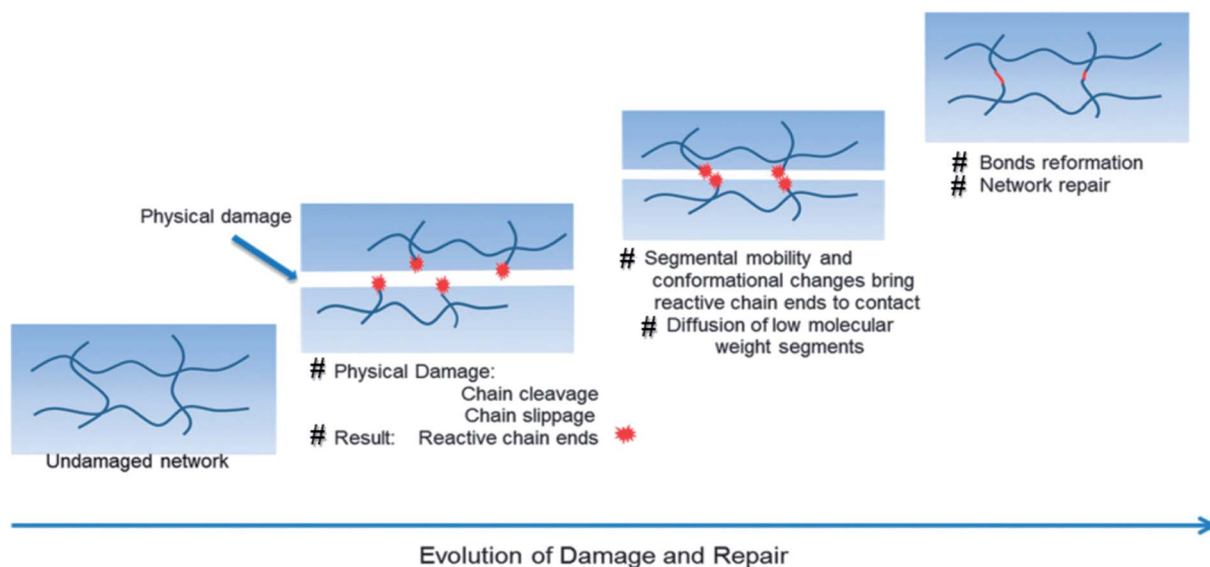 Undamaged network
Physical damage
# Physical Damage:
Chain cleavage
Chain slippage
# Result: Reactive chain ends
# Segmental mobility and
conformational changes bring
reactive chain ends to contact
# Diffusion of low molecular
weight segments
# Bonds reformation
# Network repair
Evolution of Damage and Repair